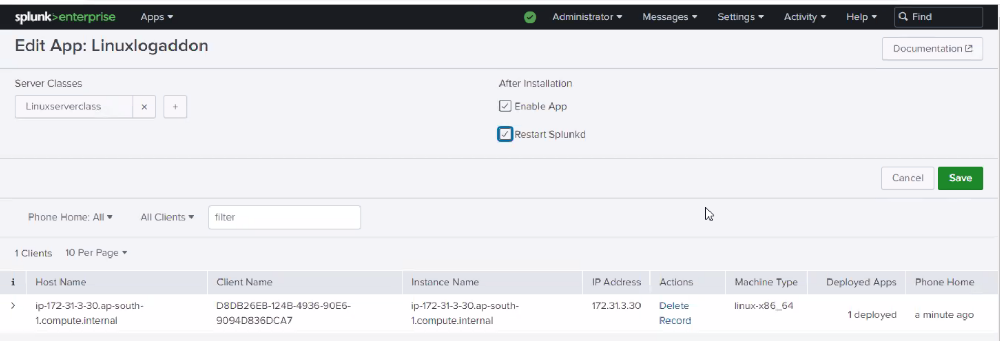 splunk>enterprise Apps Administrator Messages Settings Activity Help Find
Edit App: Linuxlogaddon
Documentation
Server Classes
After Installation
Linuxserverclass × +
Enable App
Restart Splunkd
Cancel Save
Phone Home: All All Clients filter
1 Clients 10 Per Page
i Host Name Client Name Instance Name IP Address Actions Machine Type Deployed Apps Phone Home
ip-172-31-3-30.ap-south- D8DB26EB-124B-4936-90E6- ip-172-31-3-30.ap-south- 172.31.3.30 Delete linux-x86_64
1.compute.internal 9094D836DCA7 1.compute.internal Record 1 deployed a minute ago